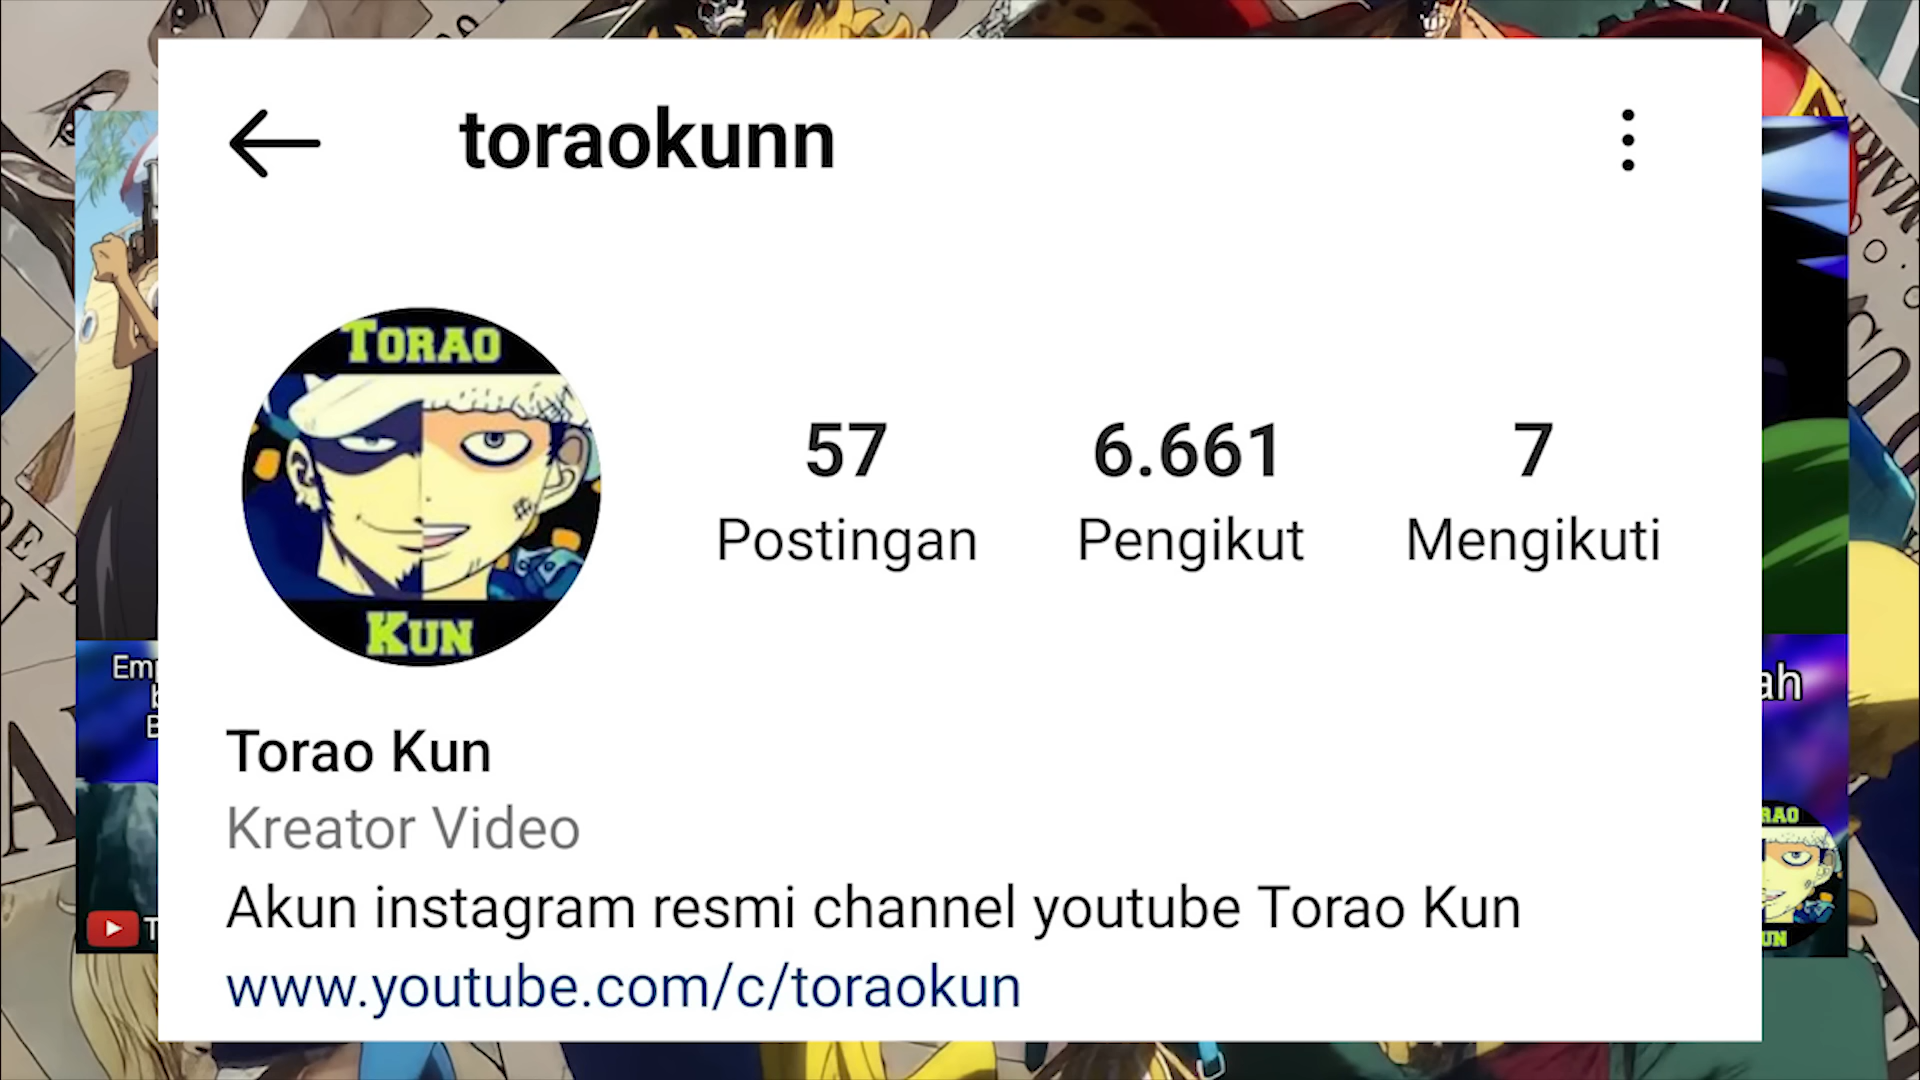 toraokunn
TORAO
KUN
57
6.661
7
Postingan
Pengikut
Mengikuti
Torao Kun
Kreator Video
Akun instagram resmi channel youtube Torao Kun
www.youtube.com/c/toraokun